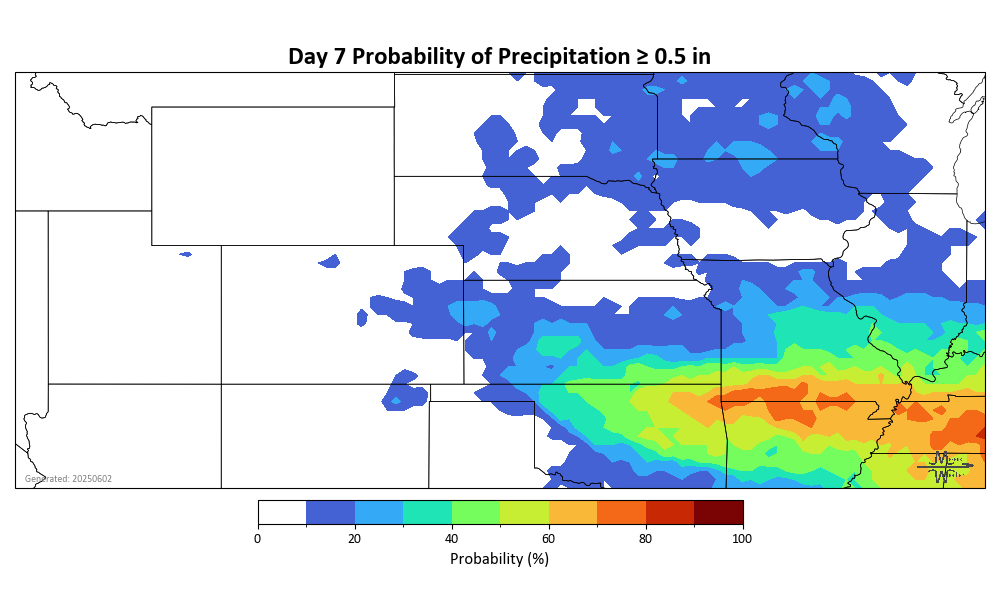 Day 7 Probability of Precipitation ≥ 0.5 in
Generated: 20250602
0 20 40 60 80 100
Probability (%)